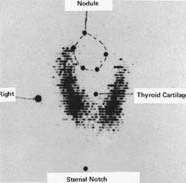 Nodule
Right
Thyroid Cartilage
Sternal Notch